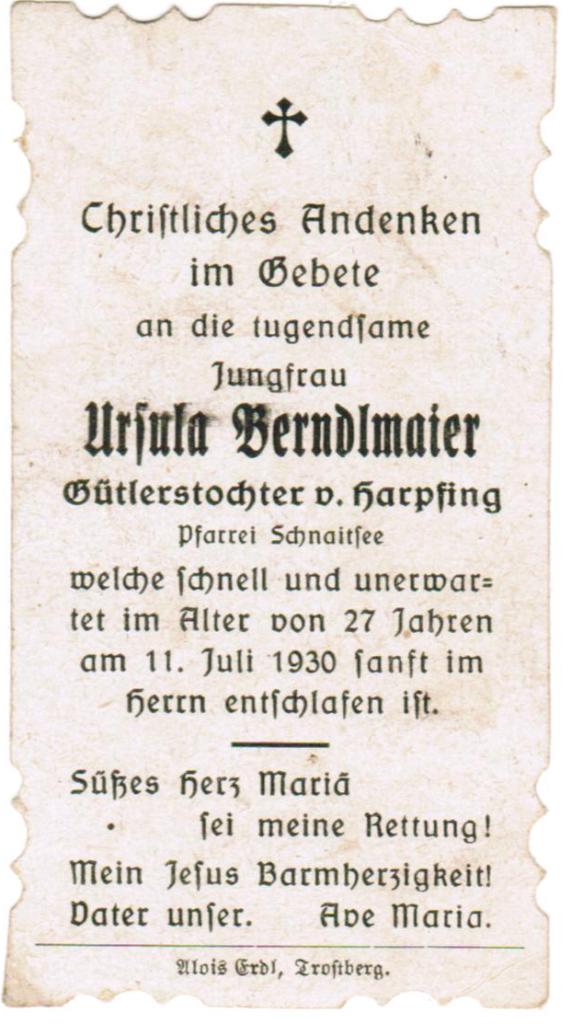 Christliches Andenken
im Gebete
an die tugendsame
Jungfrau
Ursula Berndlmaier
Gütlerstochter v. Harpfing
Pfarrei Schnaitsee
welche schnell und unerwar=
tet im Alter von 27 Jahren
am 11. Juli 1930 sanft im
Herrn entschlafen ist.
Süßes Herz Mariä
sei meine Rettung!
Mein Jesus Barmherzigkeit!
Vater unser. Ave Maria.
Alois Erdl, Trostberg.